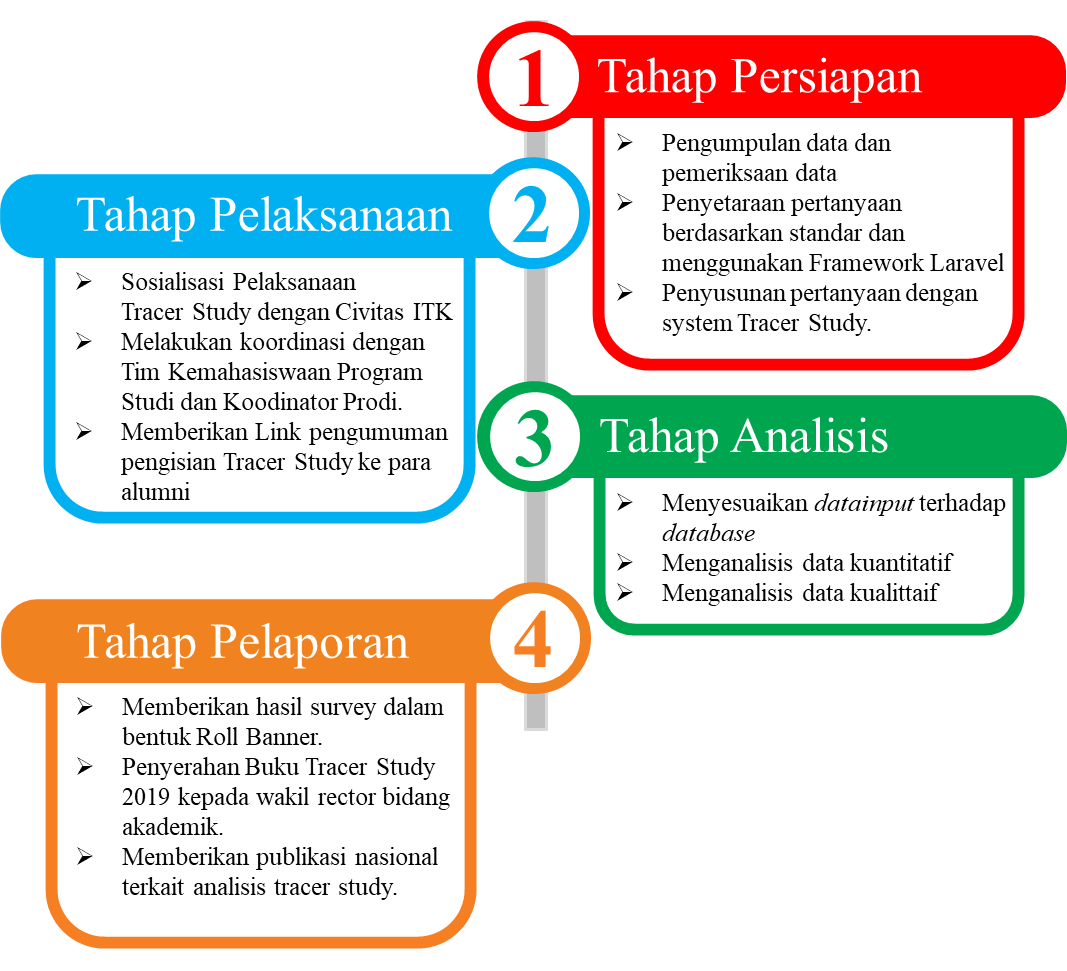 1
Tahap Persiapan
➢ Pengumpulan data dan
pemeriksaan data
➢ Penyetaraan pertanyaan
berdasarkan standar dan
menggunakan Framework Laravel
➢ Penyusunan pertanyaan dengan
system Tracer Study.
Tahap Pelaksanaan
2
➢ Sosialisasi Pelaksanaan
Tracer Study dengan Civitas ITK
➢ Melakukan koordinasi dengan
Tim Kemahasiswaan Program
Studi dan Koodinator Prodi.
➢ Memberikan Link pengumuman
pengisian Tracer Study ke para
alumni
3
Tahap Analisis
➢ Menyesuaikan datainput terhadap
database
➢ Menganalisis data kuantitatif
➢ Menganalisis data kualittaif
Tahap Pelaporan
4
➢ Memberikan hasil survey dalam
bentuk Roll Banner.
➢ Penyerahan Buku Tracer Study
2019 kepada wakil rector bidang
akademik.
➢ Memberikan publikasi nasional
terkait analisis tracer study.